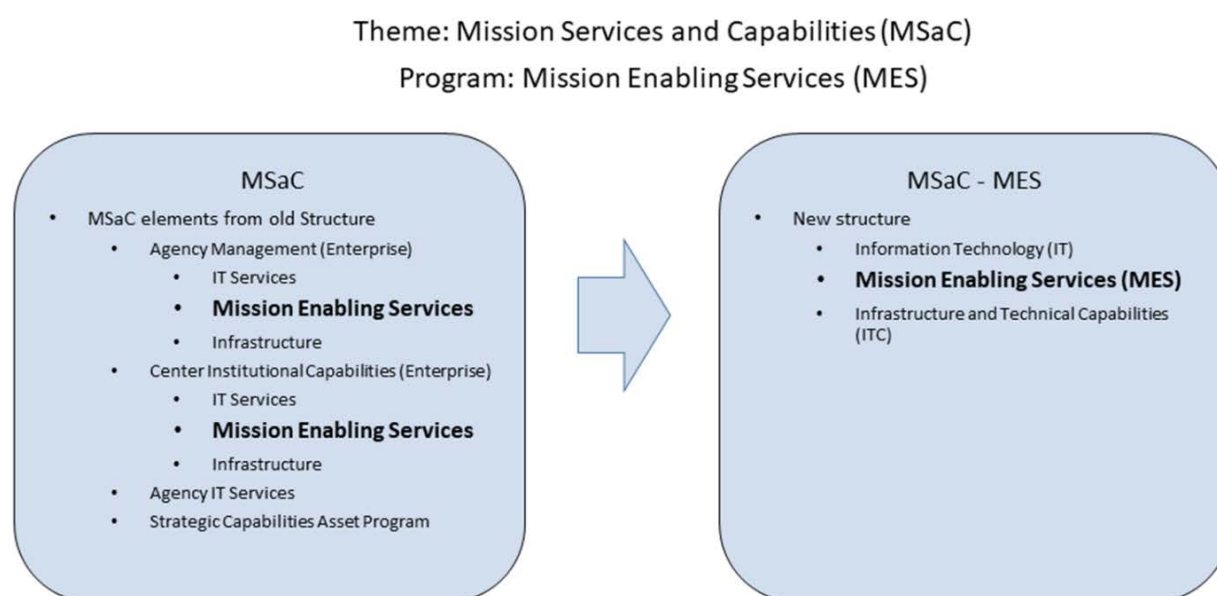 Theme: Mission Services and Capabilities (MSaC)
Program: Mission Enabling Services (MES)
MSaC
• MSaC elements from old Structure
• Agency Management (Enterprise)
• IT Services
• Mission Enabling Services
• Infrastructure
• Center Institutional Capabilities (Enterprise)
• IT Services
• Mission Enabling Services
• Infrastructure
• Agency IT Services
• Strategic Capabilities Asset Program
MSaC - MES
• New structure
• Information Technology (IT)
• Mission Enabling Services (MES)
• Infrastructure and Technical Capabilities
(ITC)